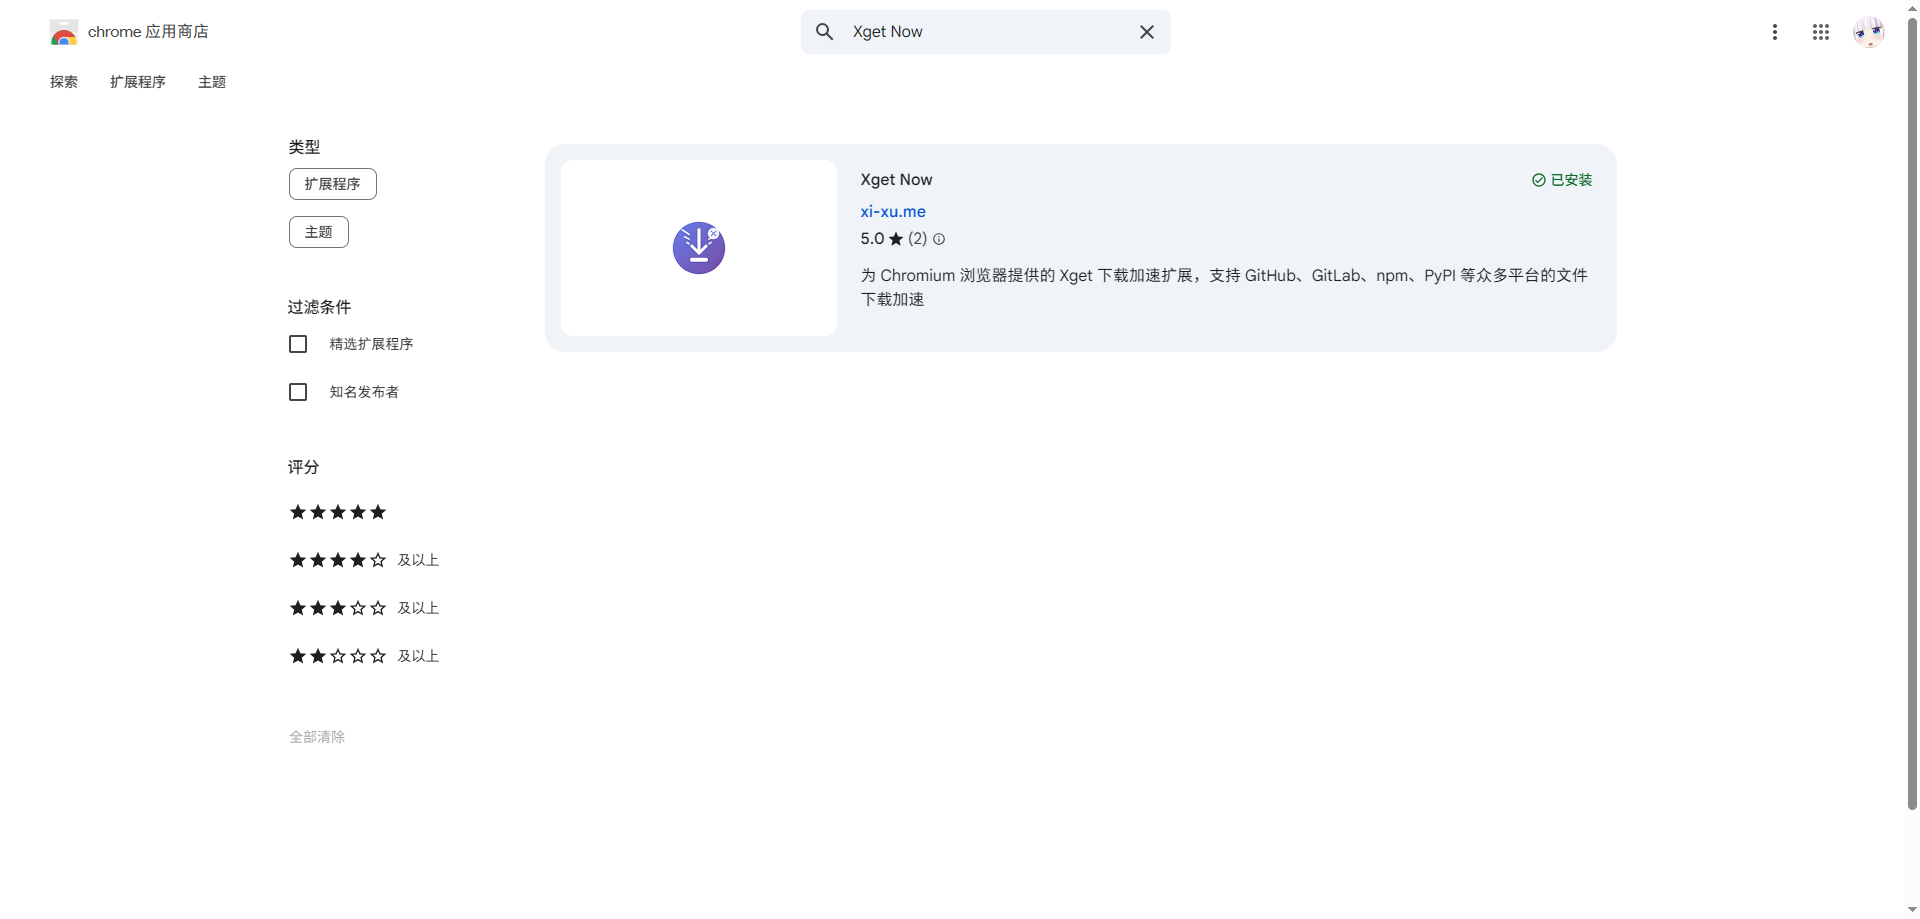 chrome 应用商店
Xget Now
探索
扩展程序
主题
类型
扩展程序
主题
过滤条件
精选扩展程序
知名发布者
评分
及以上
及以上
及以上
全部清除
Xget Now
已安装
xi-xu.me
5.0 ★ (2)
为 Chromium 浏览器提供的 Xget 下载加速扩展，支持 GitHub、GitLab、npm、PyPI 等众多平台的文件
下载加速